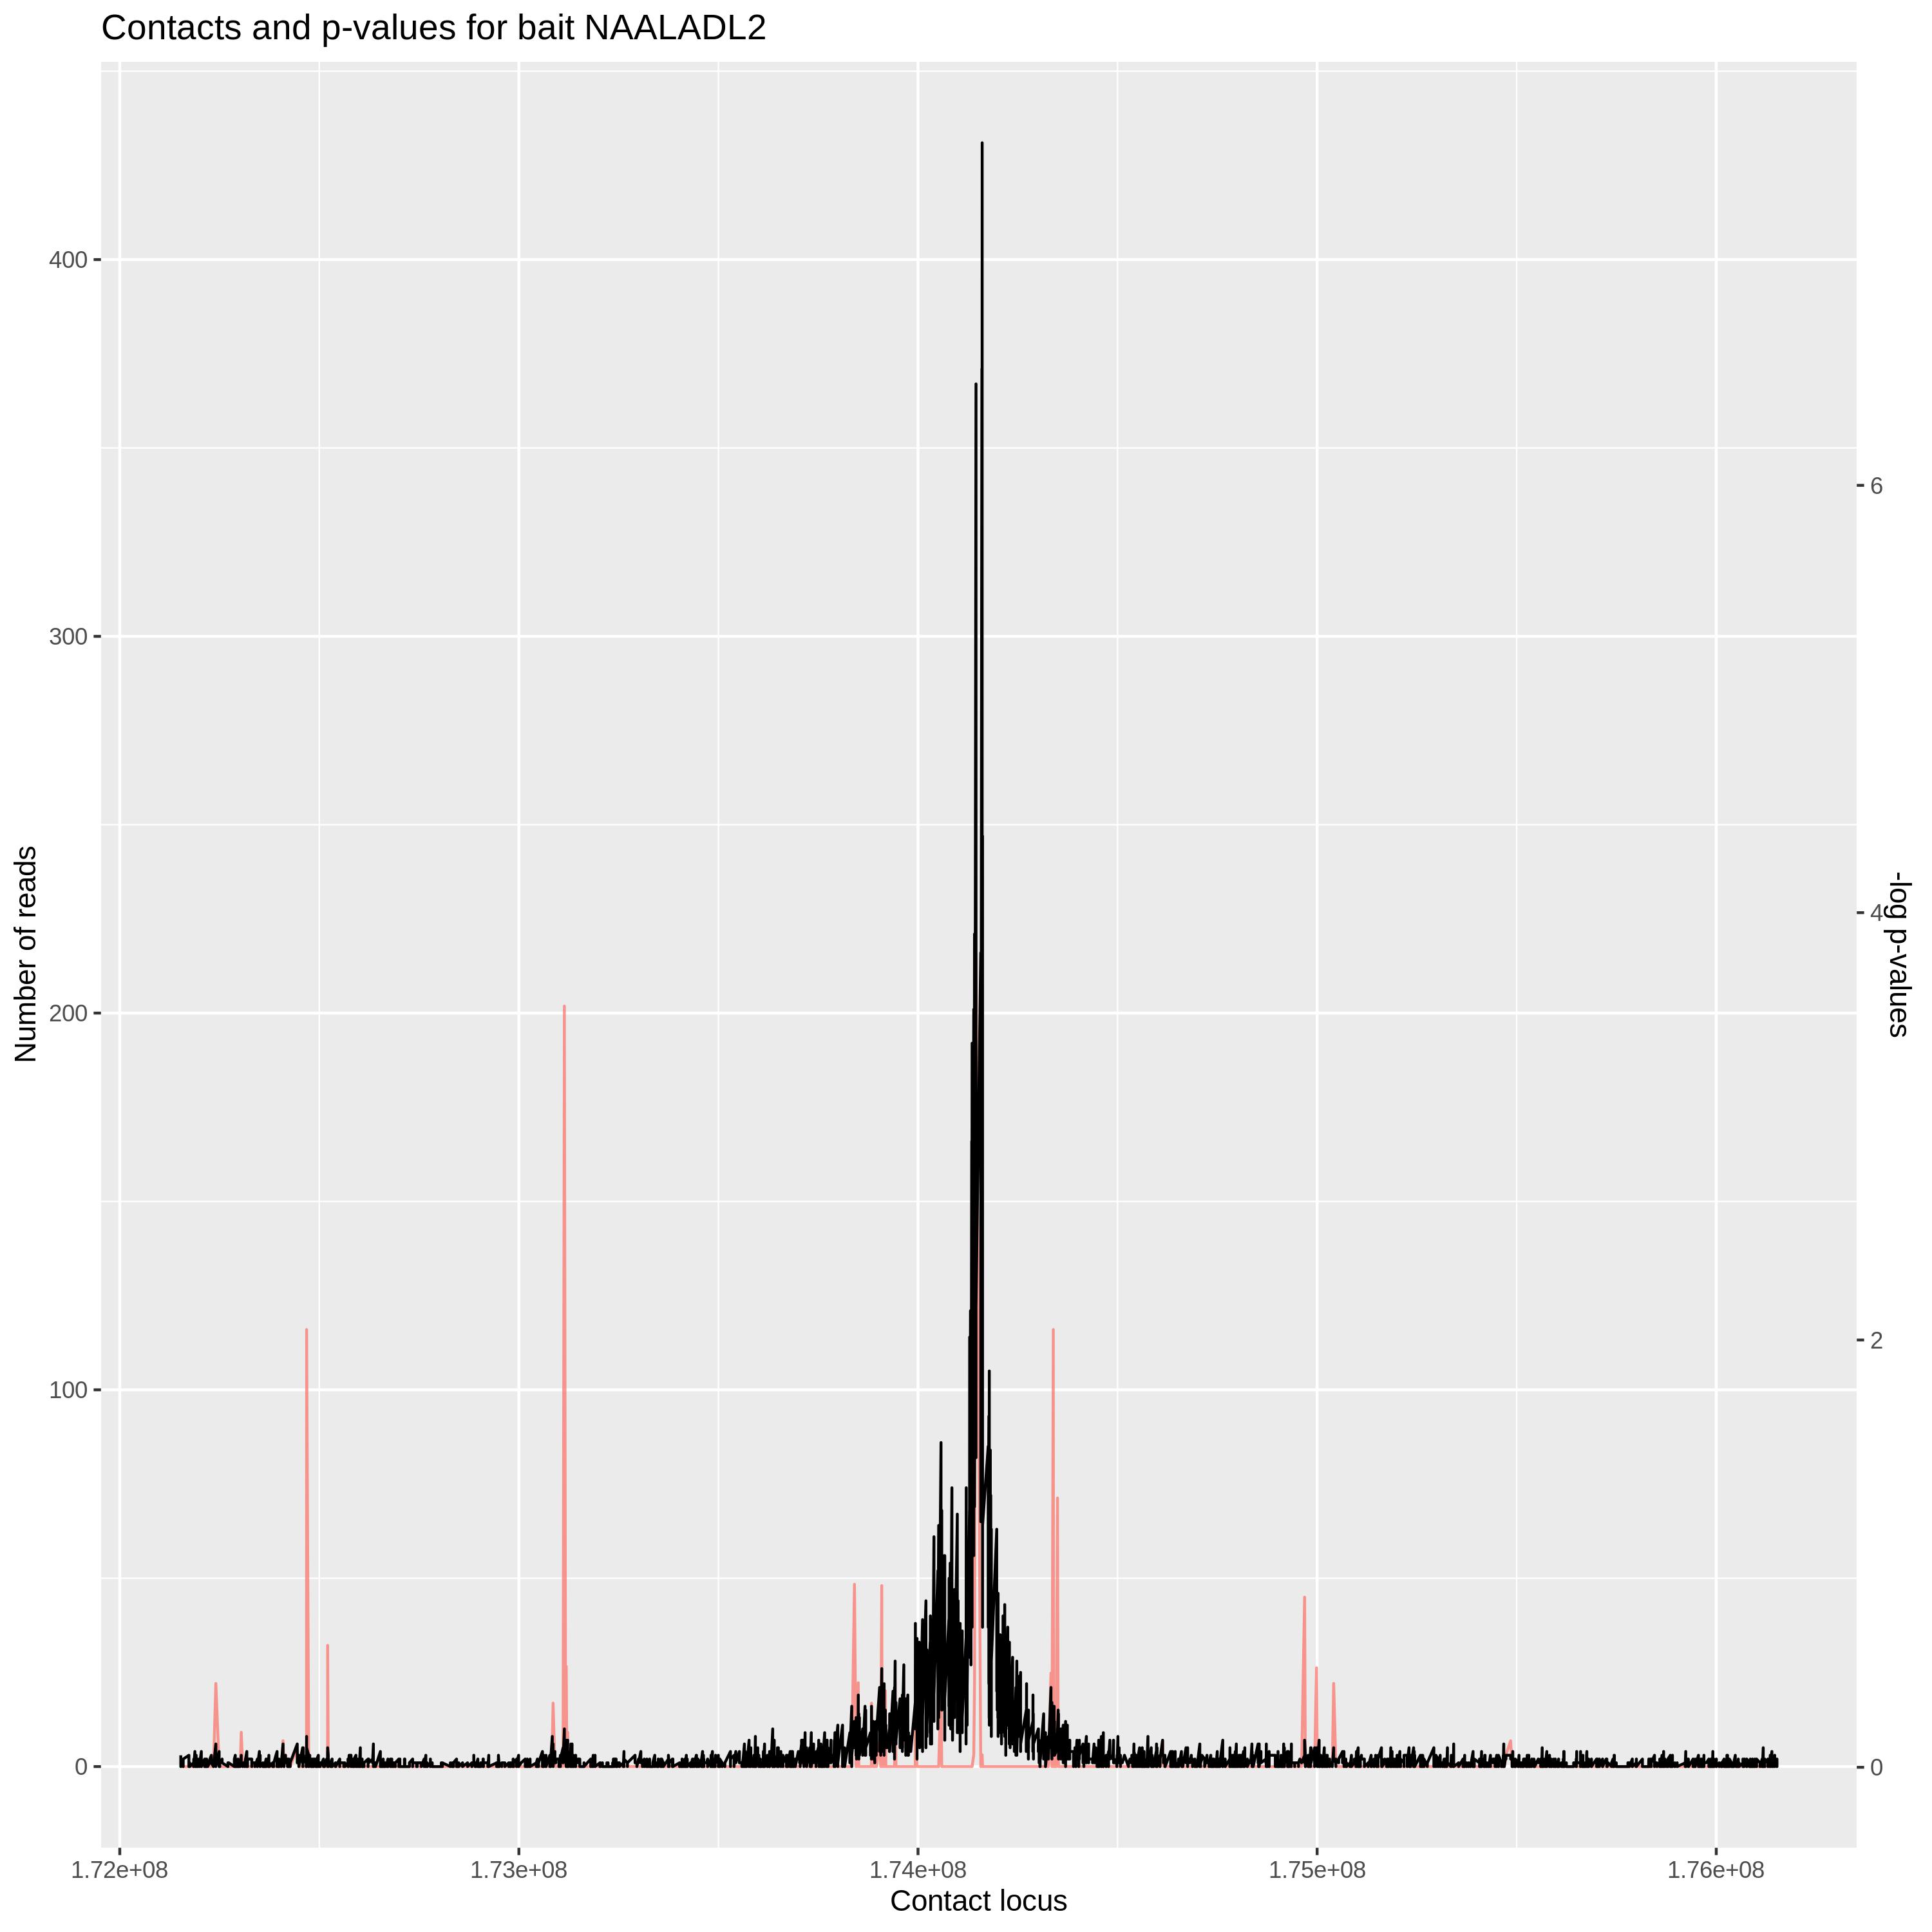 Contacts and p-values for bait NAALADL2
Number of reads
400
300
200
100
0
6
4
2
0
-log p-values
1.72e+08
1.73e+08
1.74e+08
1.75e+08
1.76e+08
Contact locus